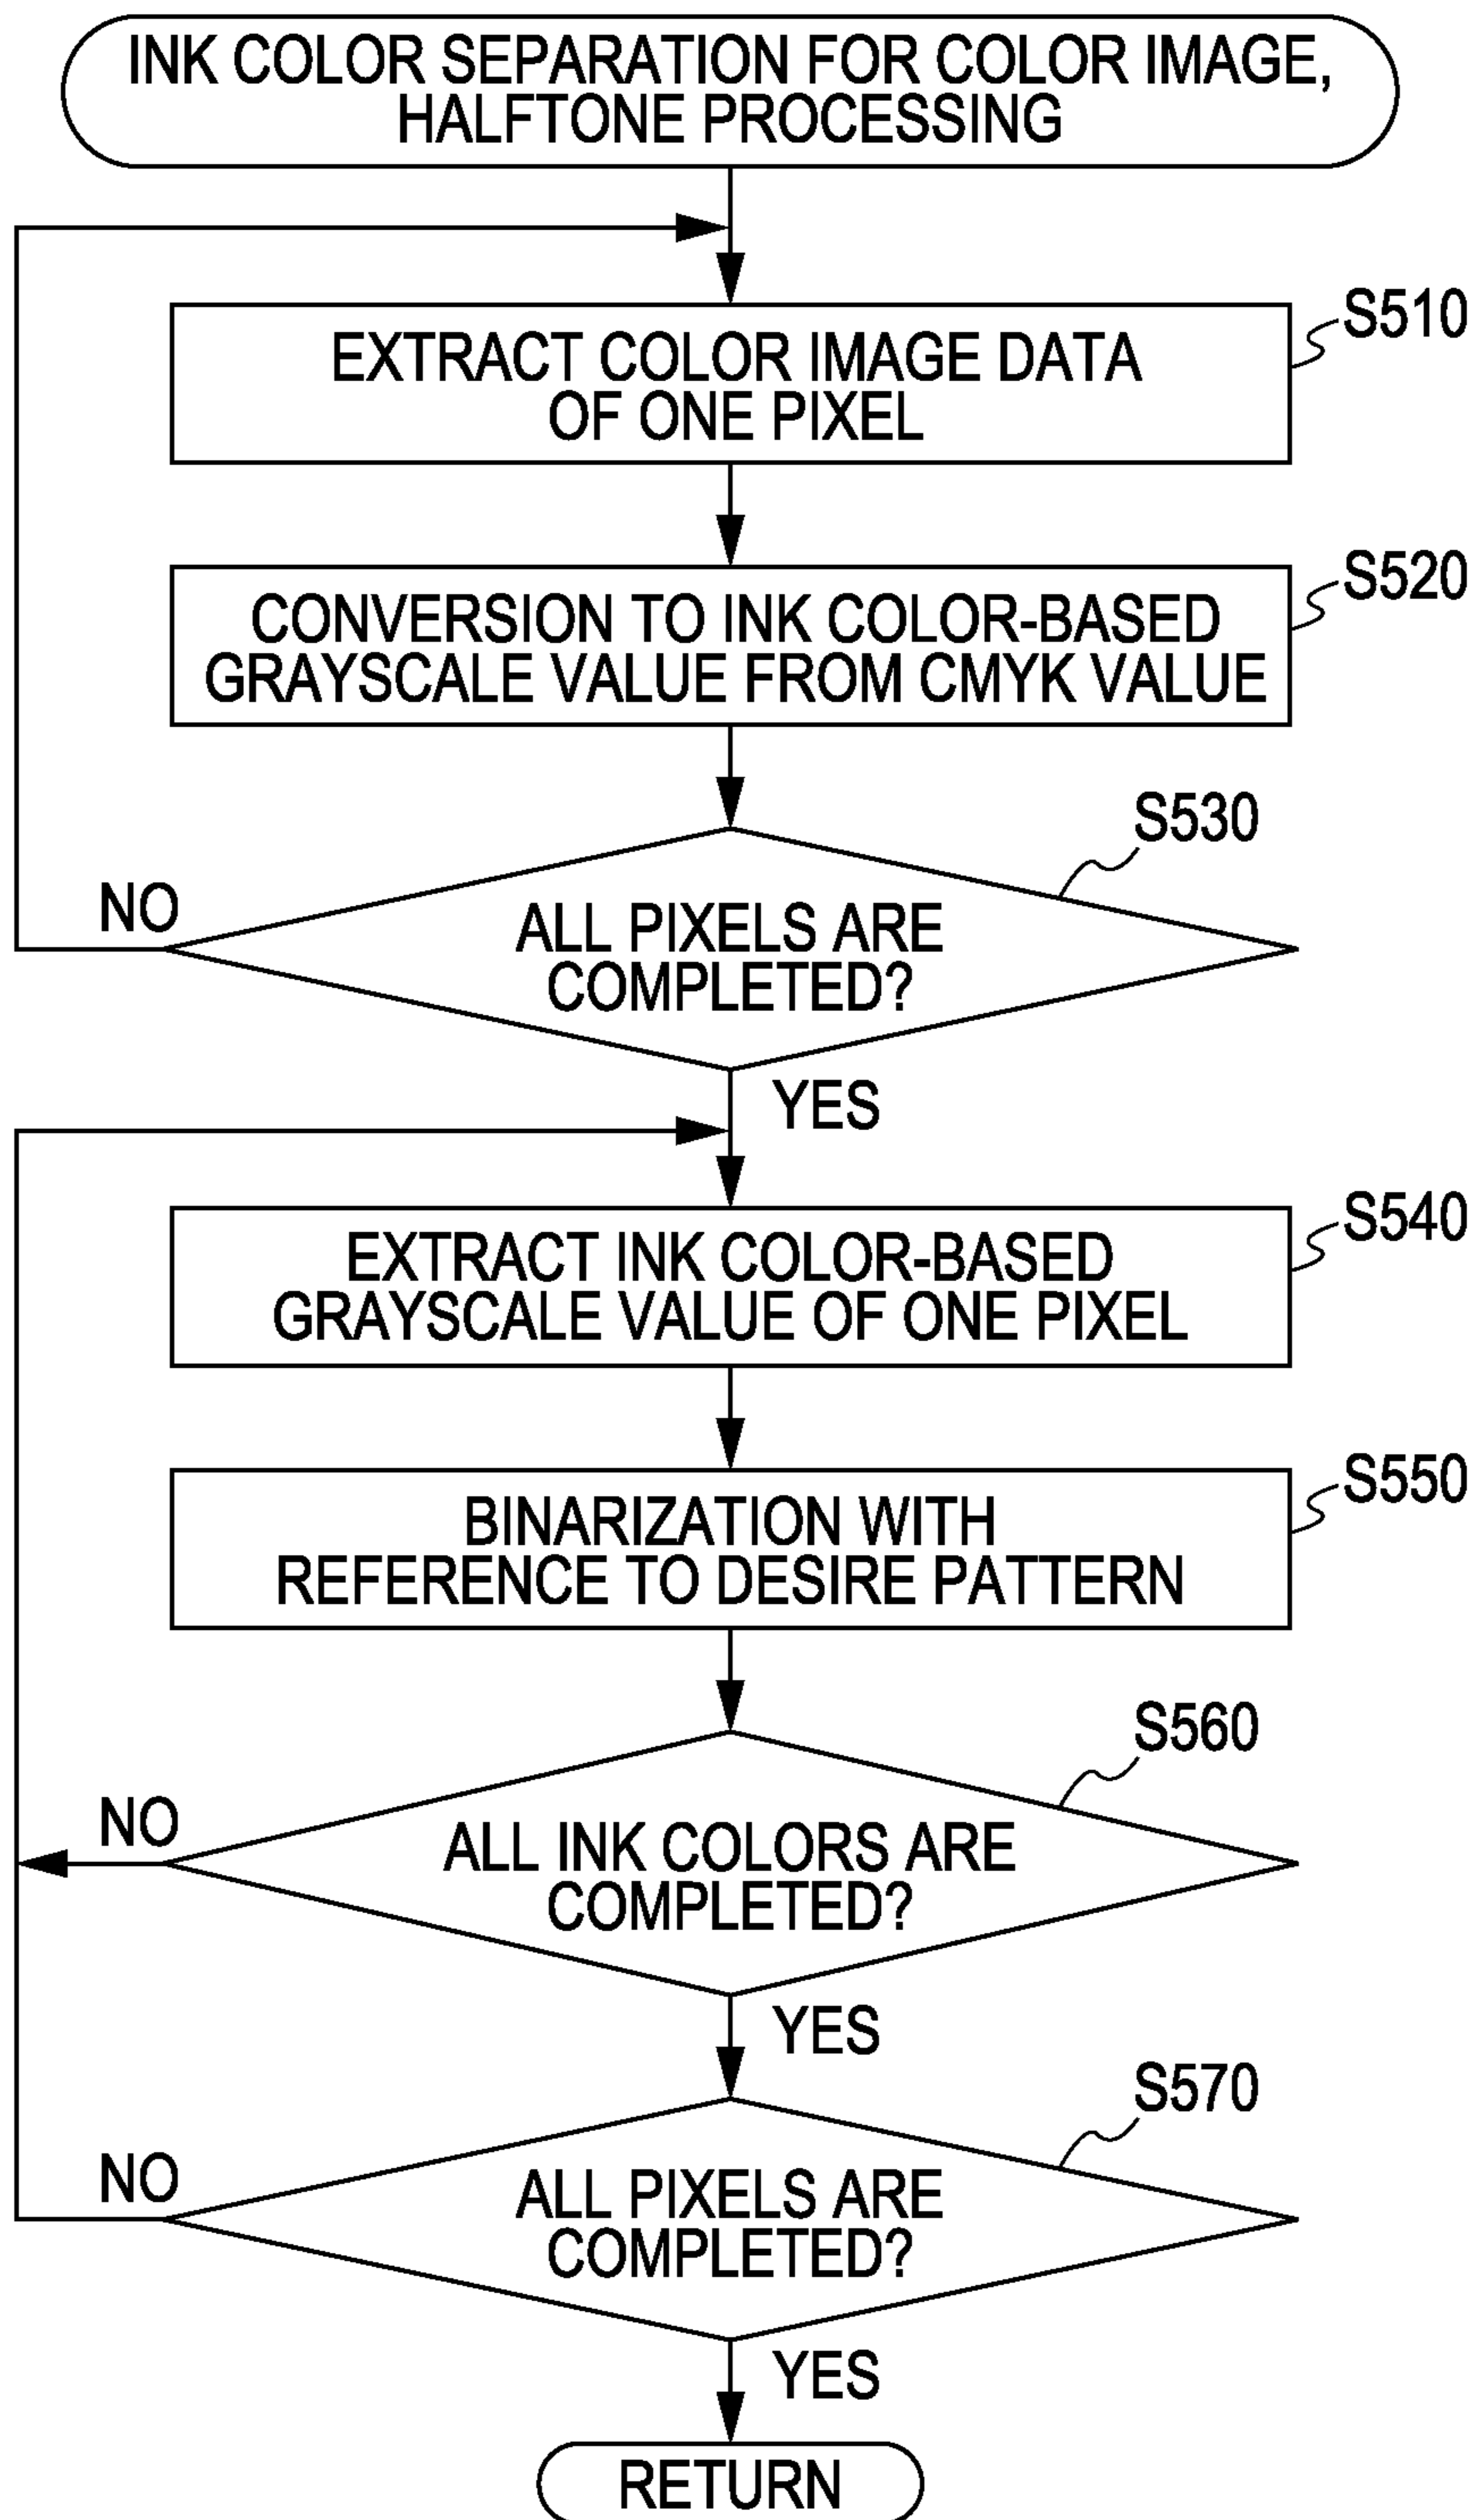 INK COLOR SEPARATION FOR COLOR IMAGE,
HALFTONE PROCESSING
S510
EXTRACT COLOR IMAGE DATA
OF ONE PIXEL
S520
CONVERSION TO INK COLOR-BASED
GRAYSCALE VALUE FROM CMYK VALUE
S530
NO
ALL PIXELS ARE
COMPLETED?
YES
S540
EXTRACT INK COLOR-BASED
GRAYSCALE VALUE OF ONE PIXEL
S550
BINARIZATION WITH
REFERENCE TO DESIRE PATTERN
S560
NO
ALL INK COLORS ARE
COMPLETED?
YES
S570
NO
ALL PIXELS ARE
COMPLETED?
YES
RETURN